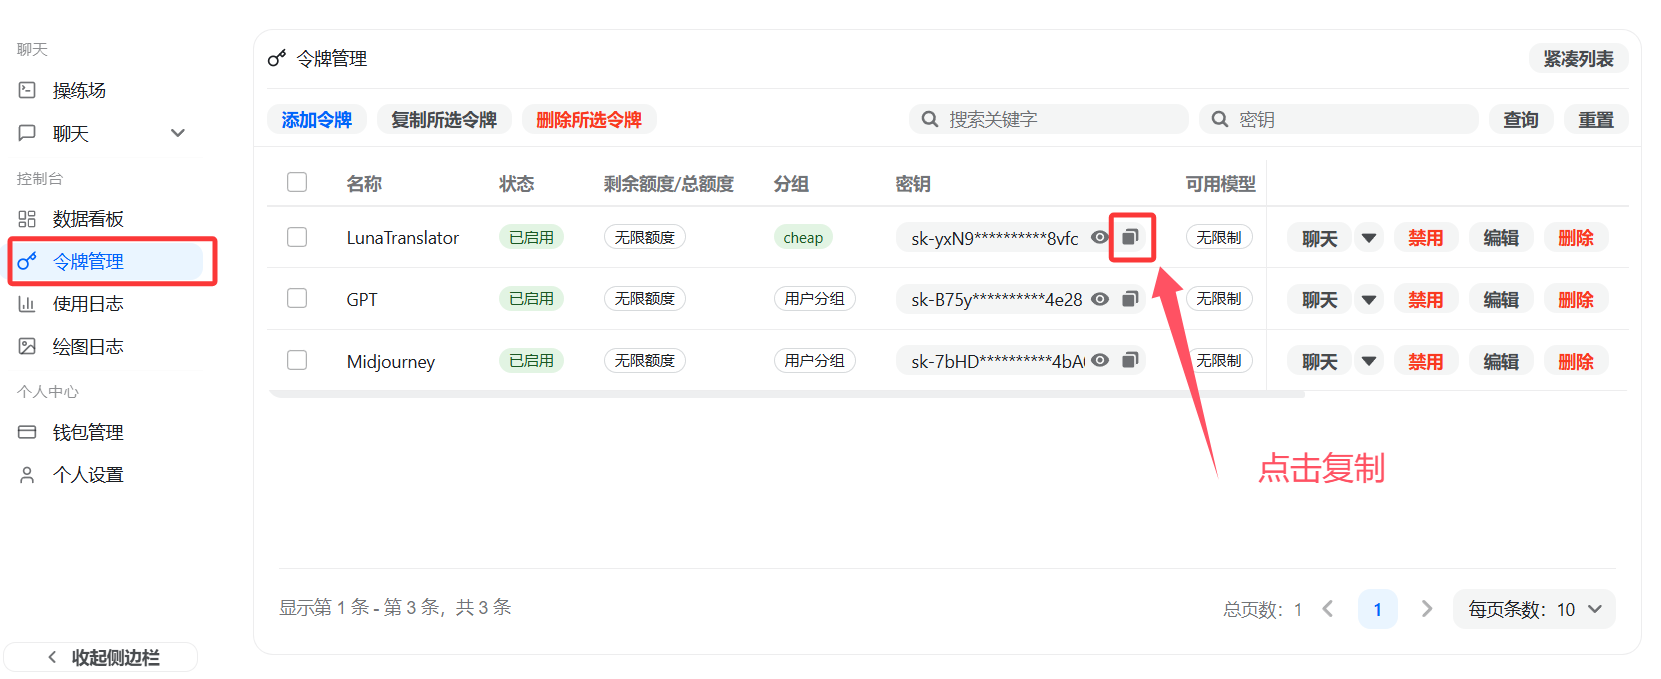 聊天
操练场
聊天
控制台
数据看板
令牌管理
使用日志
绘图日志
个人中心
钱包管理
个人设置
收起侧边栏
令牌管理
紧凑列表
添加令牌 复制所选令牌 删除所选令牌 搜索关键字 密钥 查询 重置
名称 状态 剩余额度/总额度 分组 密钥 可用模型
LunaTranslator 已启用 无限额度 cheap sk-yxN9**********8vfc 无限制 聊天 禁用 编辑 删除
GPT 已启用 无限额度 用户分组 sk-B75y**********4e28 无限制 聊天 禁用 编辑 删除
Midjourney 已启用 无限额度 用户分组 sk-7bHD**********4bA 无限制 聊天 禁用 编辑 删除
点击复制
显示第 1 条 - 第 3 条，共 3 条
总页数：1 1 每页条数：10